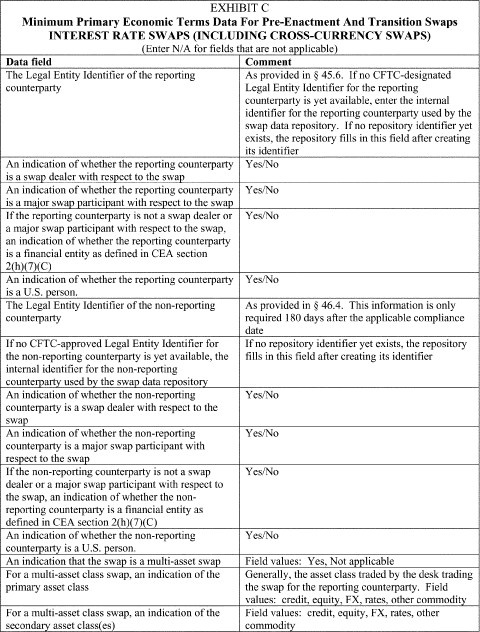 EXHIBIT C
Minimum Primary Economic Terms Data For Pre-Enactment And Transition Swaps
INTEREST RATE SWAPS (INCLUDING CROSS-CURRENCY SWAPS)
(Enter N/A for fields that are not applicable)
Data field
Comment
The Legal Entity Identifier of the reporting
counterparty
As provided in § 45.6. If no CFTC-designated
Legal Entity Identifier for the reporting
counterparty is yet available, enter the internal
identifier for the reporting counterparty used by the
swap data repository. If no repository identifier yet
exists, the repository fills in this field after creating
its identifier
An indication of whether the reporting counterparty
is a swap dealer with respect to the swap
Yes/No
An indication of whether the reporting counterparty
is a major swap participant with respect to the swap
Yes/No
If the reporting counterparty is not a swap dealer or
a major swap participant with respect to the swap,
an indication of whether the reporting counterparty
is a financial entity as defined in CEA section
2(h)(7)(C)
Yes/No
An indication of whether the reporting counterparty
is a U.S. person.
Yes/No
The Legal Entity Identifier of the non-reporting
counterparty
As provided in § 46.4. This information is only
required 180 days after the applicable compliance
date
If no CFTC-approved Legal Entity Identifier for
the non-reporting counterparty is yet available, the
internal identifier for the non-reporting
counterparty used by the swap data repository
If no repository identifier yet exists, the repository
fills in this field after creating its identifier
An indication of whether the non-reporting
counterparty is a swap dealer with respect to the
swap
Yes/No
An indication of whether the non-reporting
counterparty is a major swap participant with
respect to the swap
Yes/No
If the non-reporting counterparty is not a swap
dealer or a major swap participant with respect to
the swap, an indication of whether the non-
reporting counterparty is a financial entity as
defined in CEA section 2(h)(7)(C)
Yes/No
An indication of whether the non-reporting
counterparty is a U.S. person.
Yes/No
An indication that the swap is a multi-asset swap
Field values: Yes, Not applicable
For a multi-asset class swap, an indication of the
primary asset class
Generally, the asset class traded by the desk trading
the swap for the reporting counterparty. Field
values: credit, equity, FX, rates, other commodity
For a multi-asset class swap, an indication of the
secondary asset class(es)
Field values: credit, equity, FX, rates, other
commodity